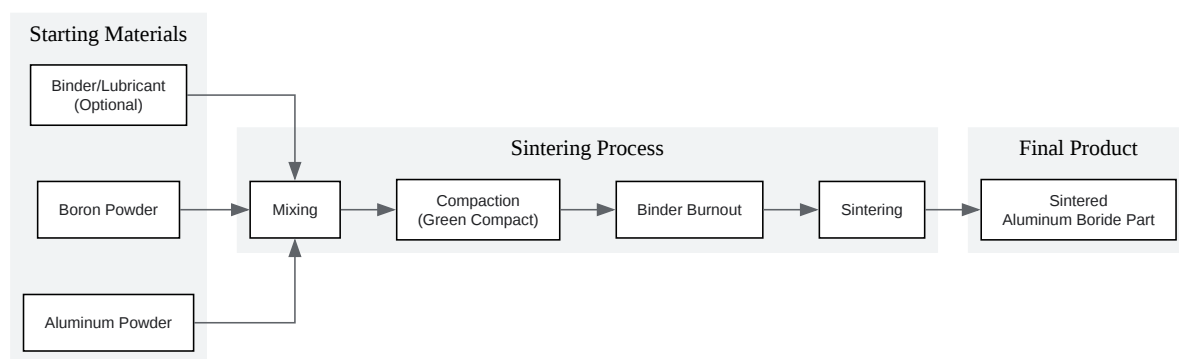 Starting Materials
Binder/Lubricant
(Optional)
Boron Powder
Aluminum Powder
Sintering Process
Mixing
Compaction
(Green Compact)
Binder Burnout
Sintering
Final Product
Sintered
Aluminum Boride Part